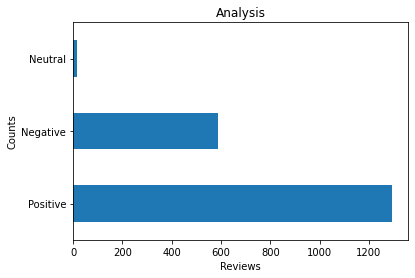 Analysis
Counts
Neutral
Negative
Positive
0 200 400 600 800 1000 1200
Reviews